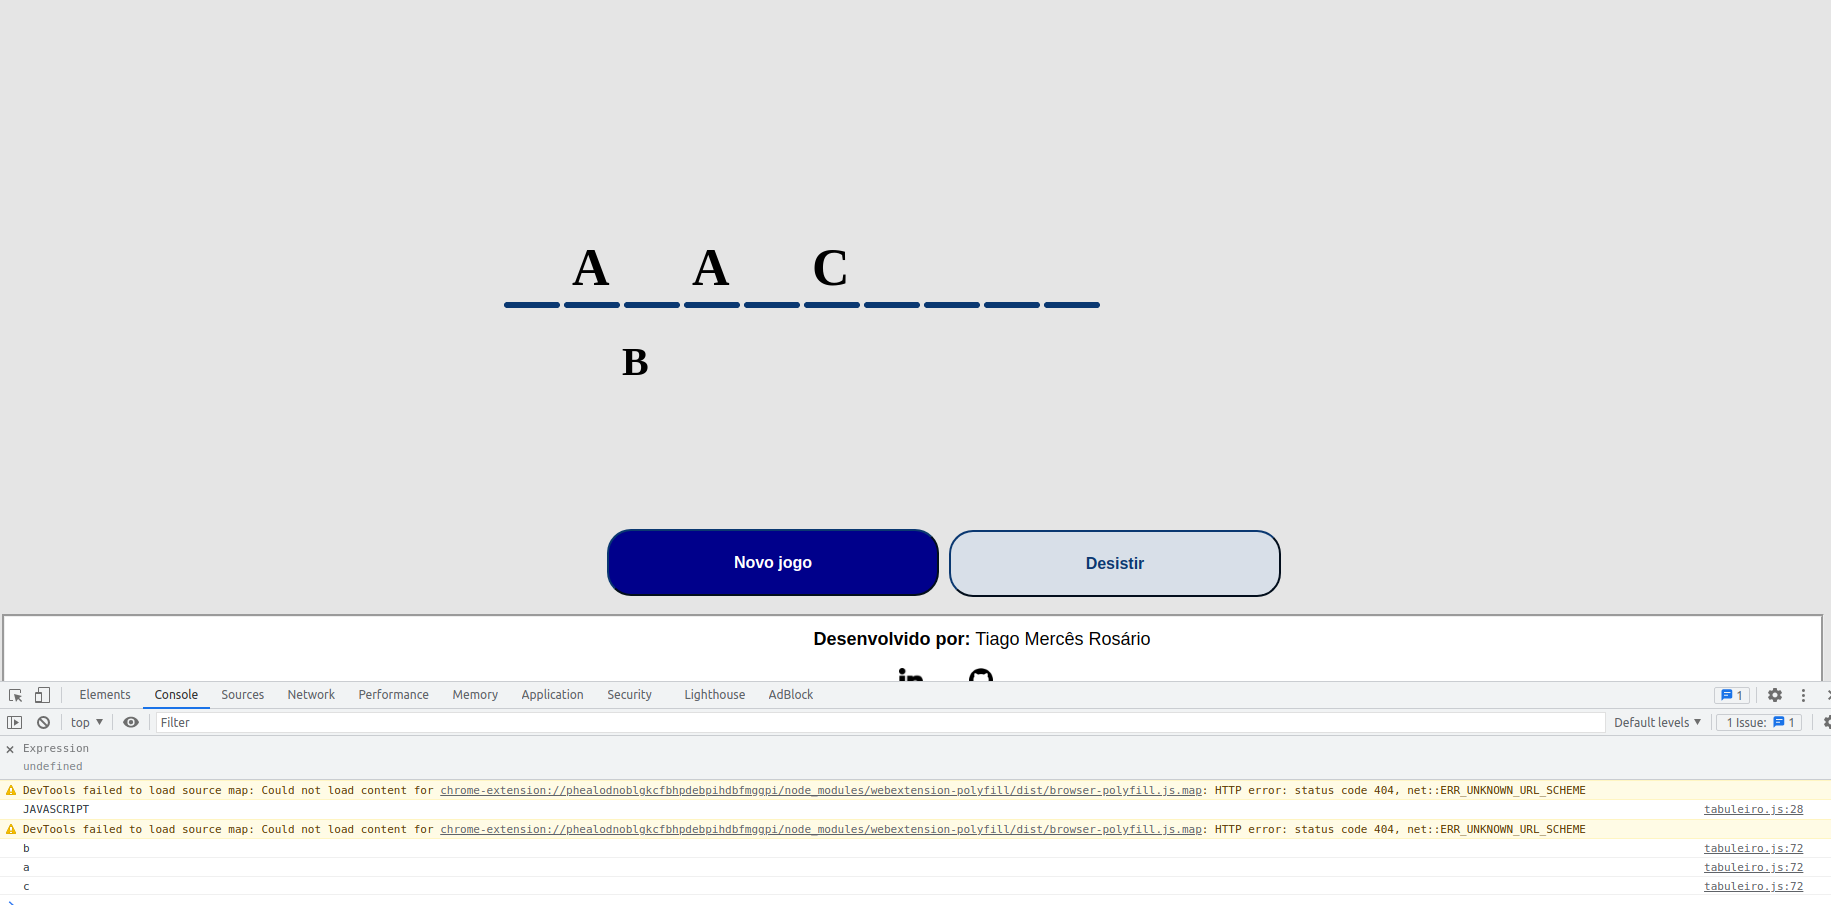 A A C
B
Novo jogo Desistir
Desenvolvido por: Tiago Mercês Rosário
in
Elements Console Sources Network Performance Memory Application Security Lighthouse AdBlock 1
top Filter Default levels 1 Issue: 1
Expression
undefined
DevTools failed to load source map: Could not load content for chrome-extension://phealodnoblgkcfbhpdebpihdbfmggpi/node_modules/webextension-polyfill/dist/browser-polyfill.js.map: HTTP error: status code 404, net::ERR_UNKNOWN_URL_SCHEME
JAVASCRIPT tabuleiro.js:28
DevTools failed to load source map: Could not load content for chrome-extension://phealodnoblgkcfbhpdebpihdbfmggpi/node_modules/webextension-polyfill/dist/browser-polyfill.js.map: HTTP error: status code 404, net::ERR_UNKNOWN_URL_SCHEME
b tabuleiro.js:72
a tabuleiro.js:72
c tabuleiro.js:72